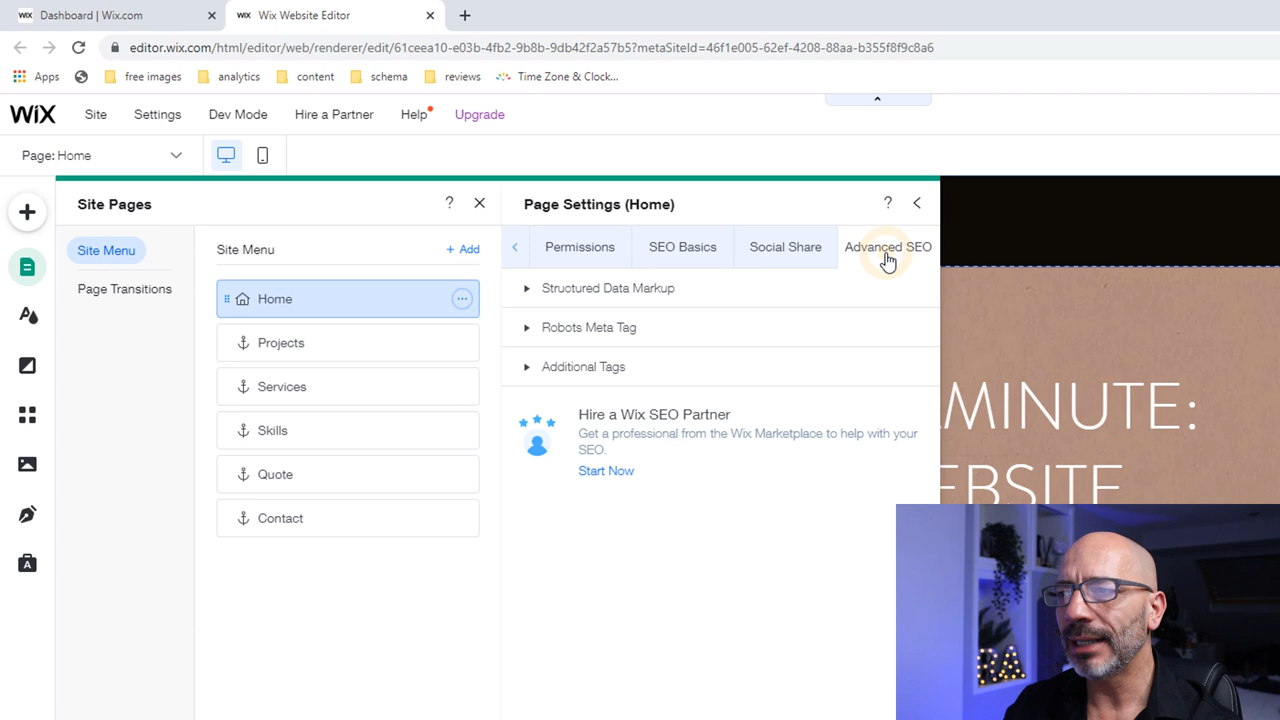 WIX Dashboard | Wix.com
WIX Wix Website Editor
editor.wix.com/html/editor/web/renderer/edit/61ceea10-e03b-4fb2-9b8b-9db42f2a57b5?metaSiteId=46f1e005-62ef-4208-88aa-b355f8f9c8a6
Apps free images analytics content schema reviews Time Zone & Clock...
WIX Site Settings Dev Mode Hire a Partner Help Upgrade
Page: Home
Site Pages ?
Page Settings (Home) ?
Site Menu
Page Transitions
Site Menu + Add
Home
Projects
Services
Skills
Quote
Contact
Permissions SEO Basics Social Share Advanced SEO
Structured Data Markup
Robots Meta Tag
Additional Tags
Hire a Wix SEO Partner
Get a professional from the Wix Marketplace to help with your
SEO.
Start Now
MINUTE:
EBSITE
A
RA